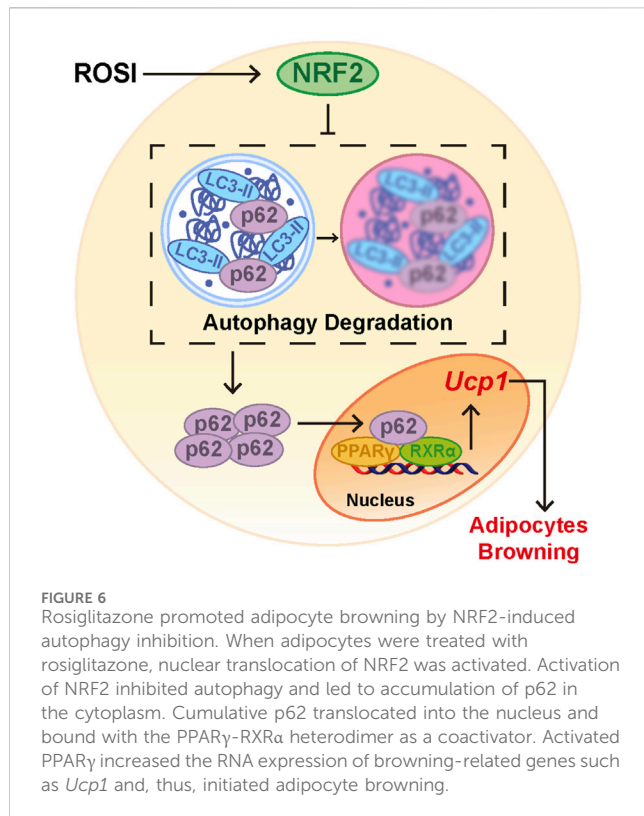 ROSI
NRF2
LC3-II
p62
LC3-II
LC3-II
p62
LC3-II
p62
LC3-II
LC3-II
p62
Autophagy Degradation
p62 p62
p62 p62
p62
PPARγ RXRα
Nucleus
Ucp1
Adipocytes
Browning
FIGURE 6
Rosiglitazone promoted adipocyte browning by NRF2-induced
autophagy inhibition. When adipocytes were treated with
rosiglitazone, nuclear translocation of NRF2 was activated. Activation
of NRF2 inhibited autophagy and led to accumulation of p62 in
the cytoplasm. Cumulative p62 translocated into the nucleus and
bound with the PPARγ-RXRα heterodimer as a coactivator. Activated
PPARγ increased the RNA expression of browning-related genes such
as Ucp1 and, thus, initiated adipocyte browning.